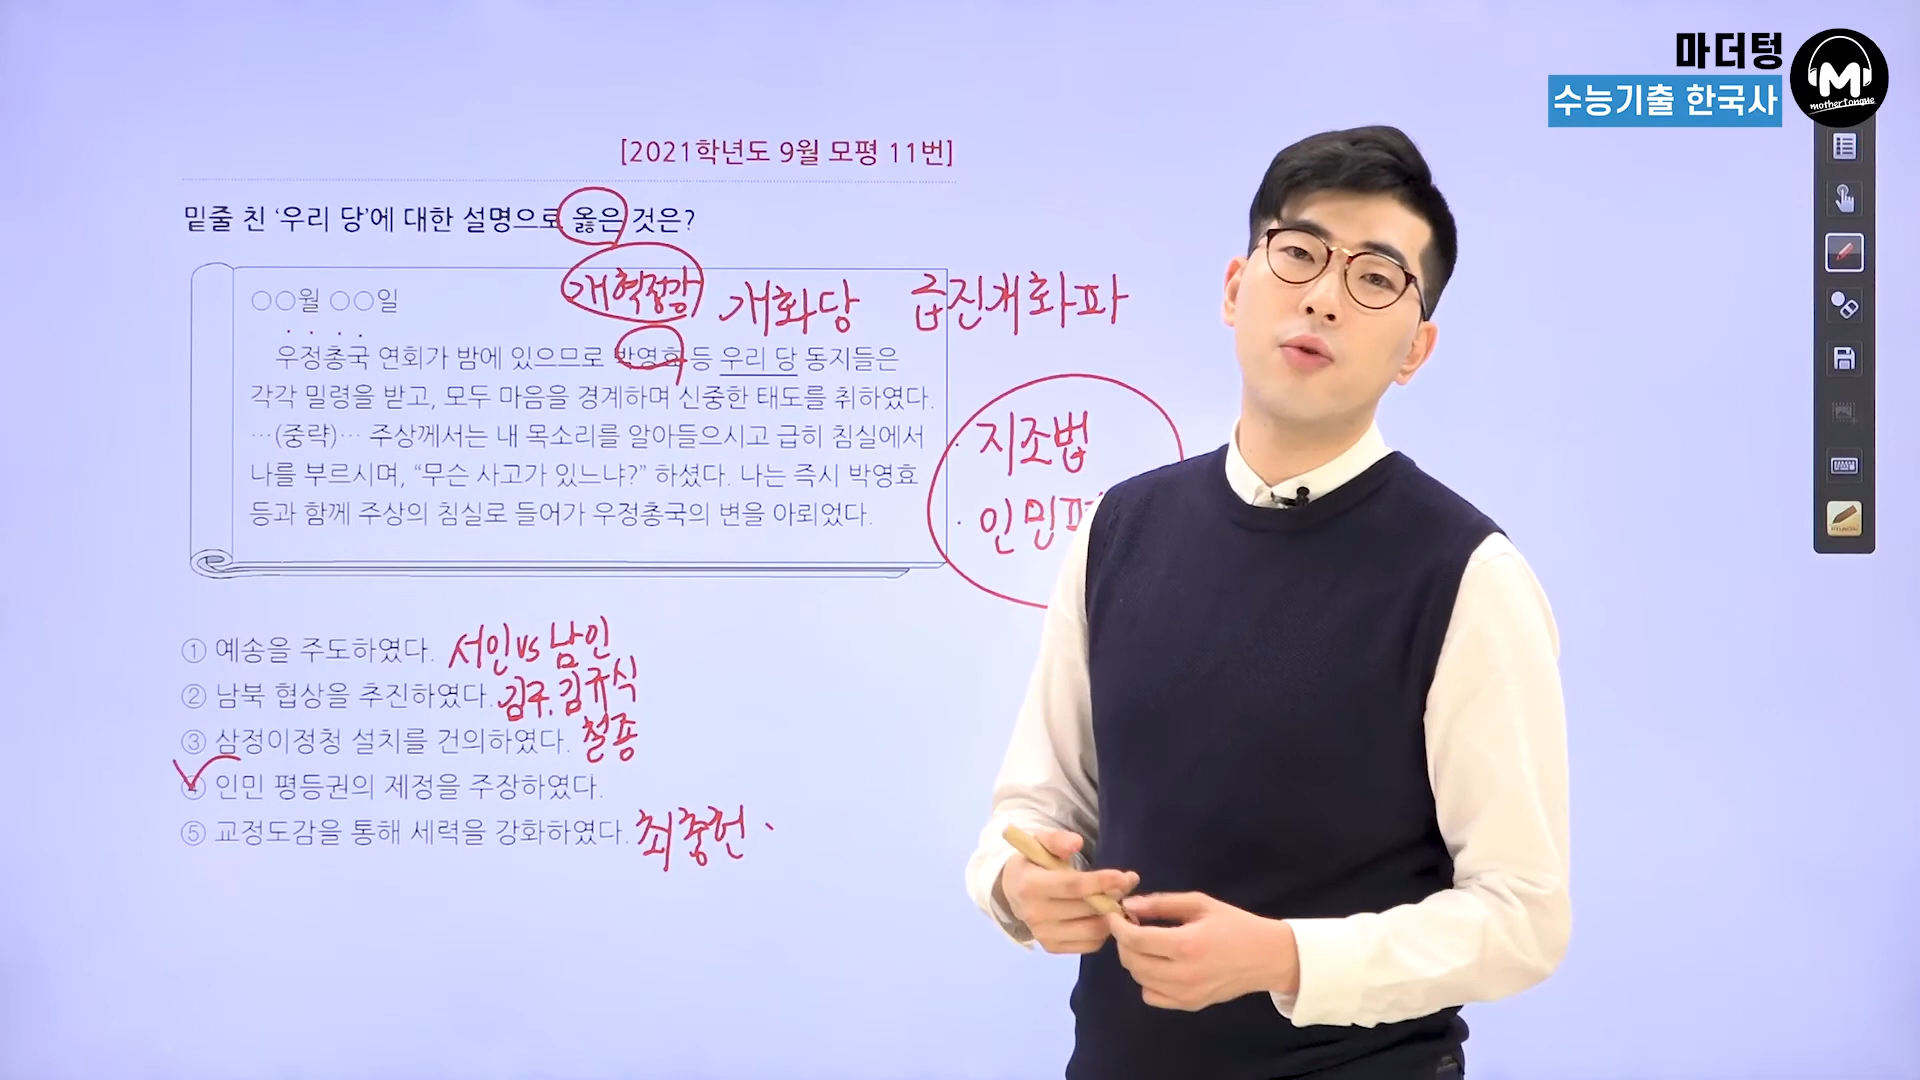 마더텅
수능기출 한국사
M
mothertongue
[2021학년도 9월 모평 11번]
밑줄 친 '우리 당'에 대한 설명으로 옳은 것은?
개혁정강 개화당 급진개화파
○○월 ○○일
우정총국 연회가 밤에 있으므로 박영효 등 우리 당 동지들은
각각 밀령을 받고, 모두 마음을 경계하며 신중한 태도를 취하였다.
…(중략)… 주상께서는 내 목소리를 알아들으시고 급히 침실에서
나를 부르시며, “무슨 사고가 있느냐?” 하셨다. 나는 즉시 박영효
등과 함께 주상의 침실로 들어가 우정총국의 변을 아뢰었다.
· 지조법
· 인민평
① 예송을 주도하였다. 서인 vs 남인
② 남북 협상을 추진하였다. 김구. 김규식
③ 삼정이정청 설치를 건의하였다. 철종
④ 인민 평등권의 제정을 주장하였다.
⑤ 교정도감을 통해 세력을 강화하였다. 최충헌